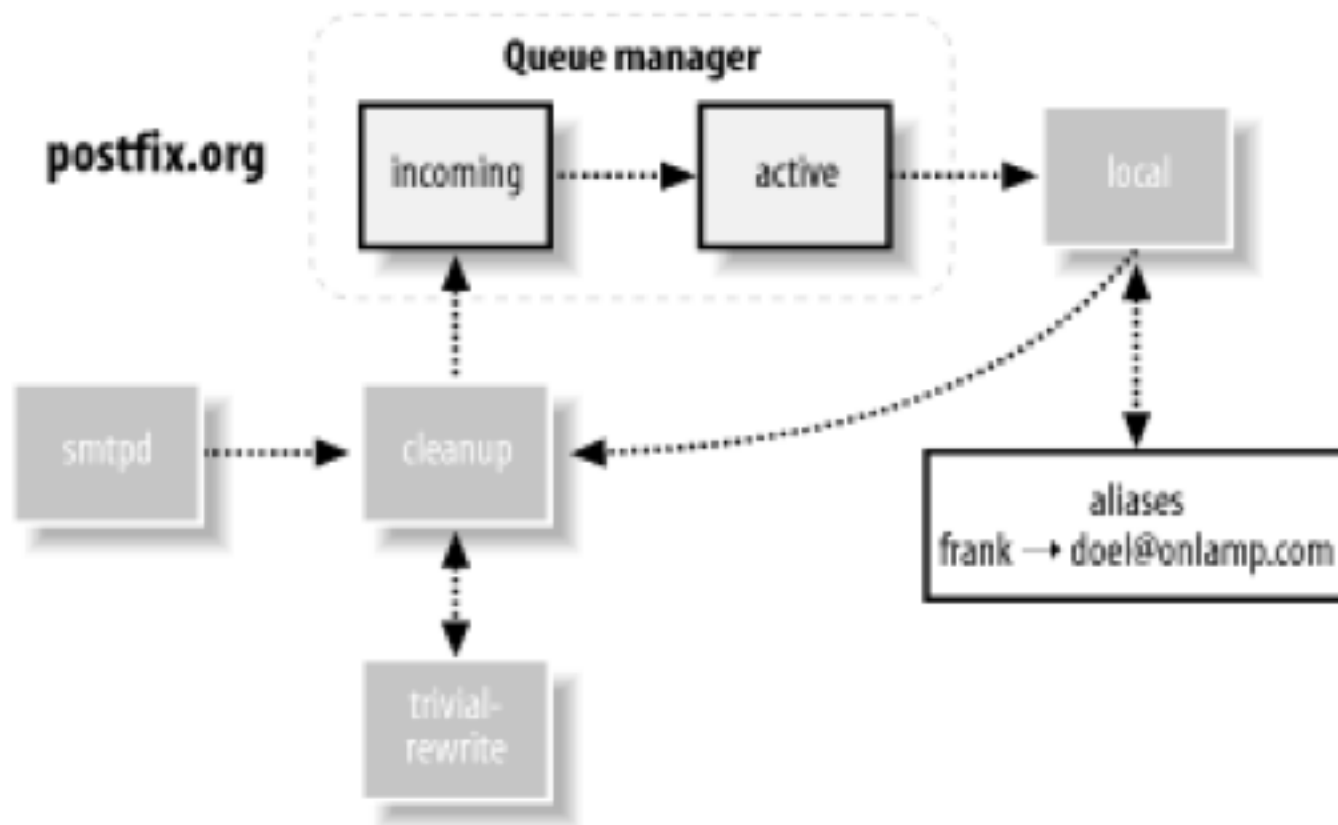 Queue manager
postfix.org
incoming
active
local
smtpd
cleanup
aliases
frank → doel@onlamp.com
trivial-
rewrite